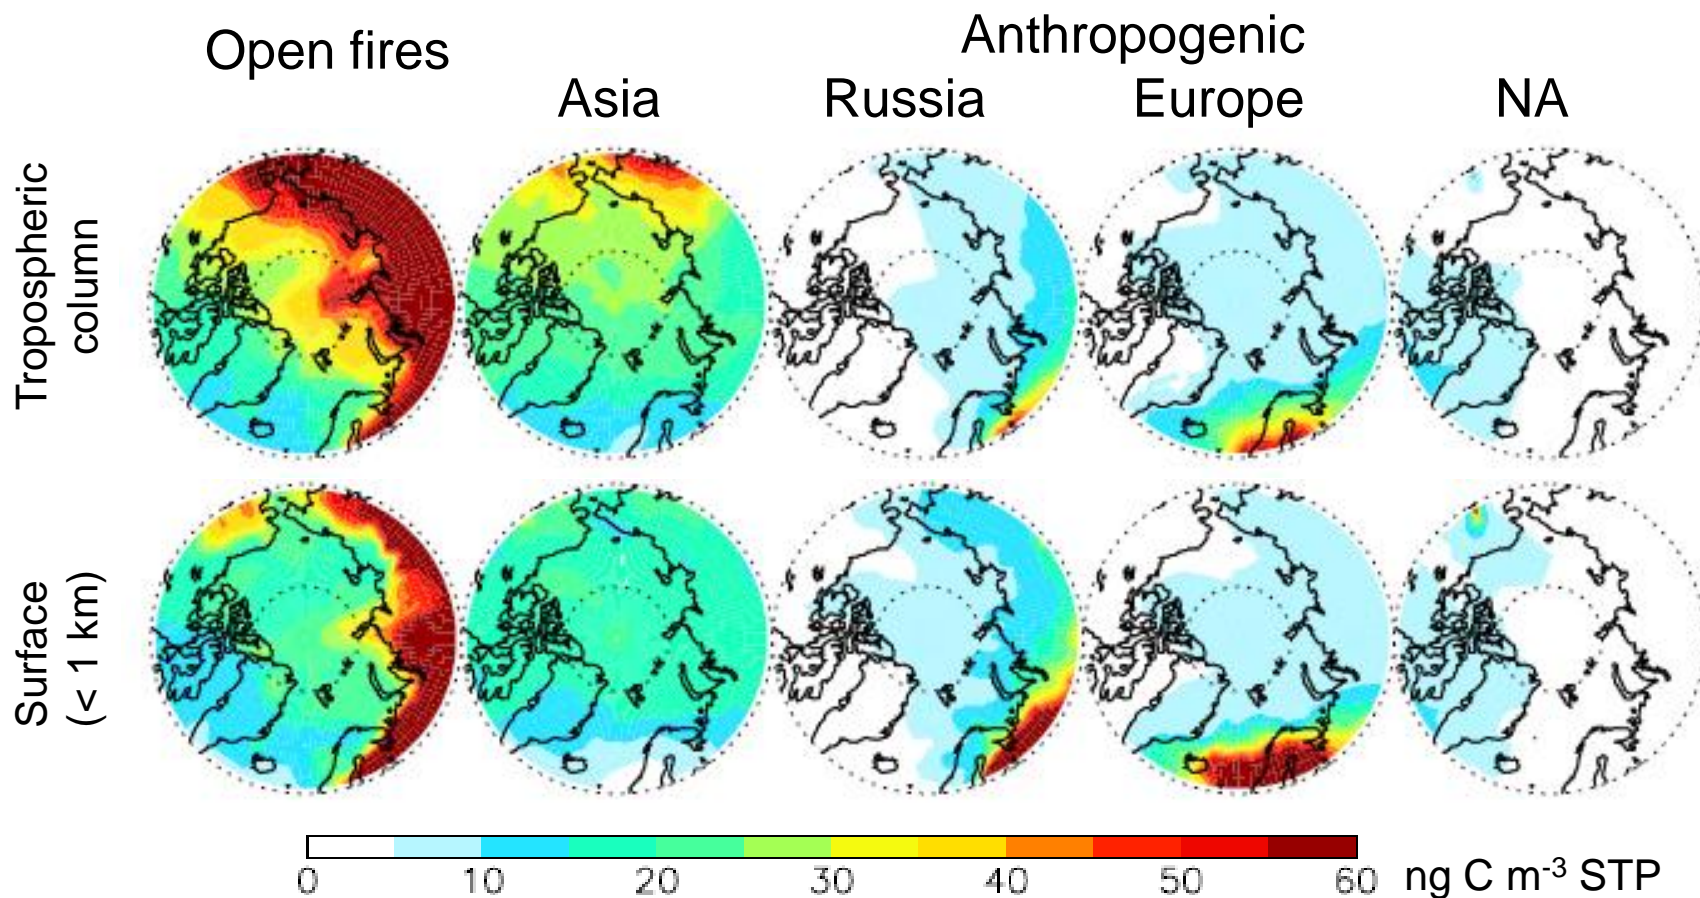 Open fires
Anthropogenic
Asia
Russia
Europe
NA
Tropospheric
column
Surface
(< 1 km)
0 10 20 30 40 50 60 ng C m-3 STP